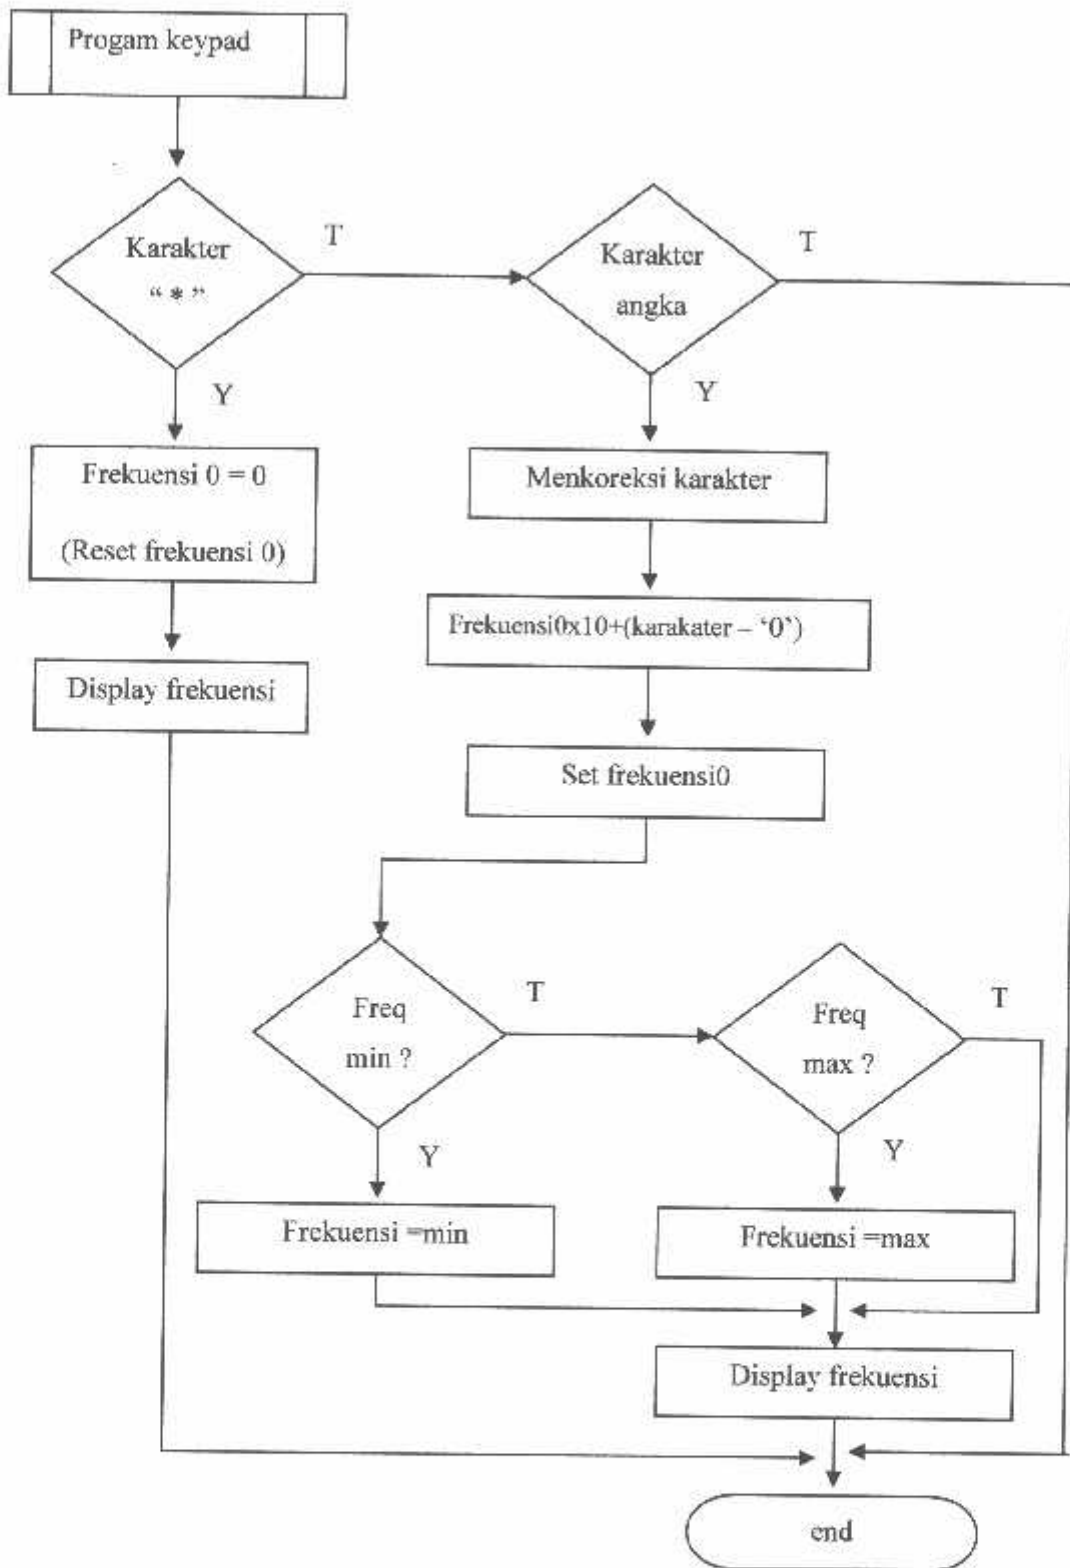 Progam keypad
Karakter
“ * ”
T
Y
Karakter
angka
T
Y
Frekuensi 0 = 0
(Reset frekuensi 0)
Display frekuensi
Menkoreksi karakter
Frekuensi0x10+(karakater – ‘0’)
Set frekuensi0
Freq
min ?
T
Y
Freq
max ?
T
Y
Frekuensi =min
Frekuensi =max
Display frekuensi
end